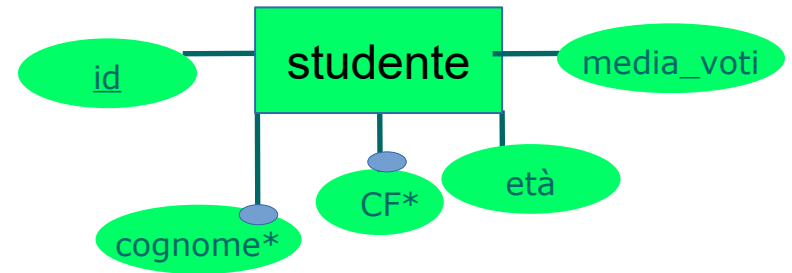 studente
id
media_voti
cognome*
CF*
età